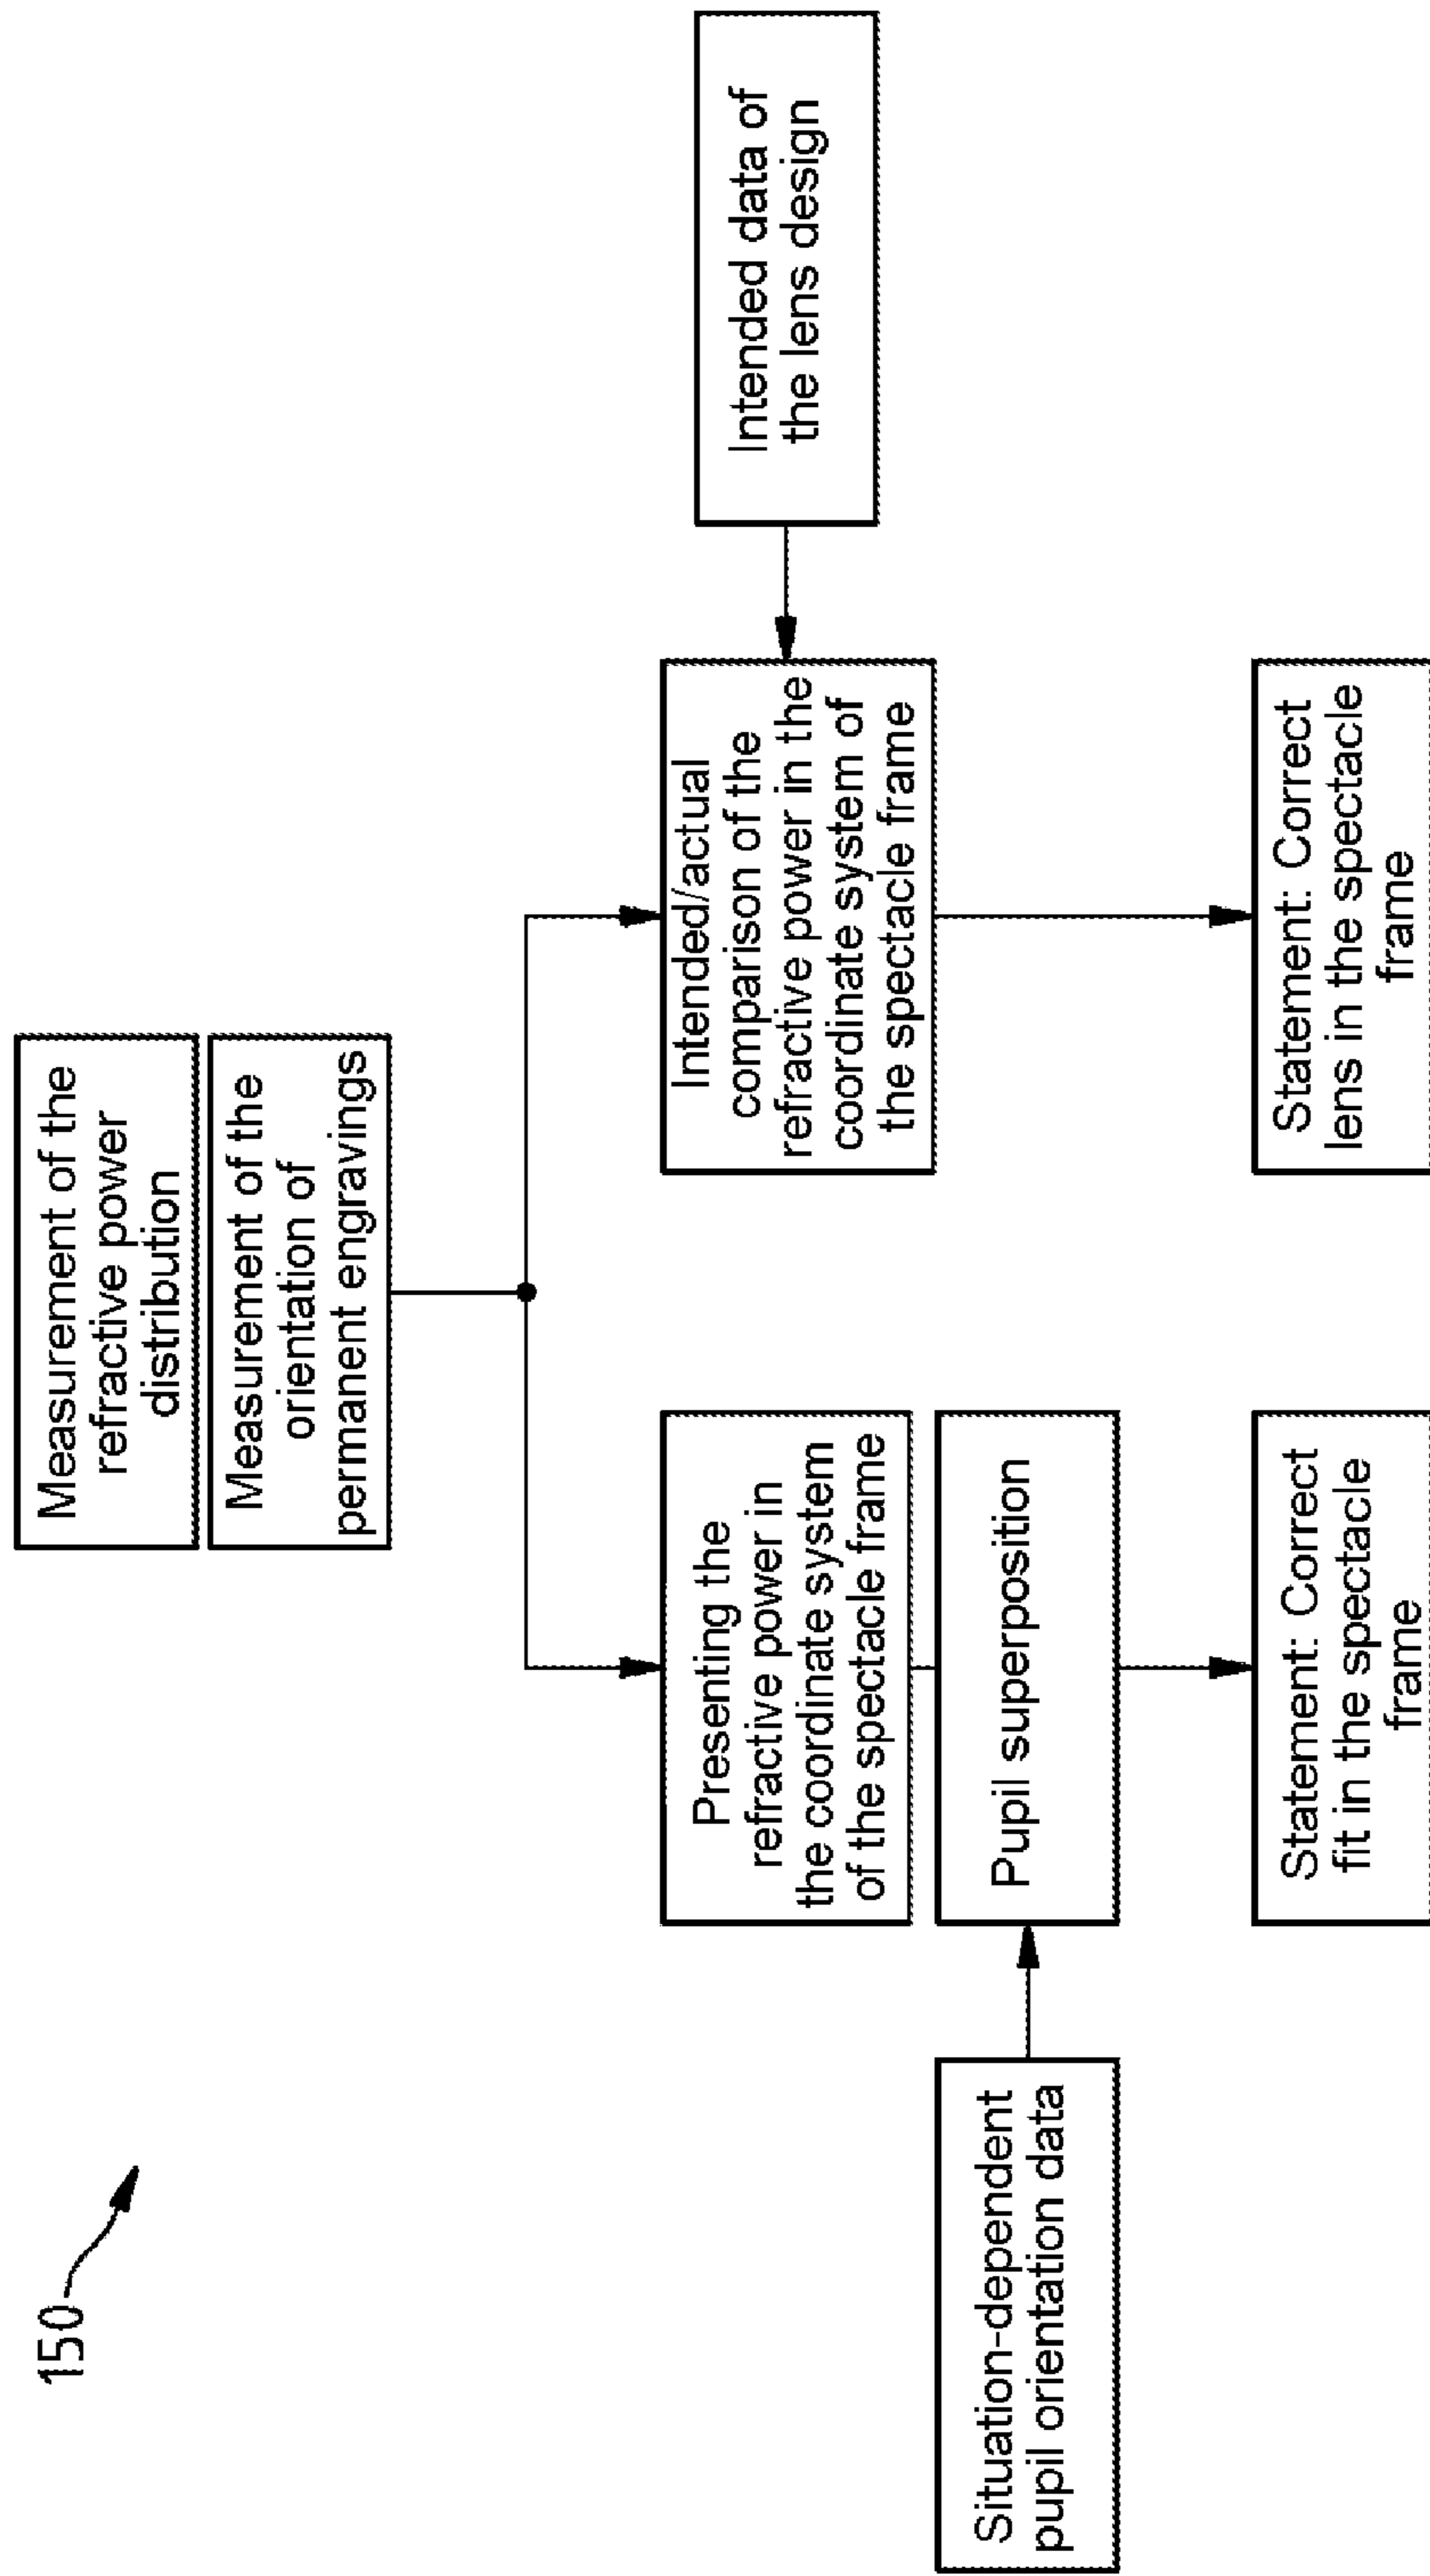 150
Measurement of the
refractive power
distribution
Measurement of the
orientation of
permanent engravings
Presenting the
refractive power in
the coordinate system
of the spectacle frame
Intended/actual
comparison of the
refractive power in the
coordinate system of
the spectacle frame
Intended data of
the lens design
Situation-dependent
pupil orientation data
Pupil superposition
Statement: Correct
fit in the spectacle
frame
Statement: Correct
lens in the spectacle
frame